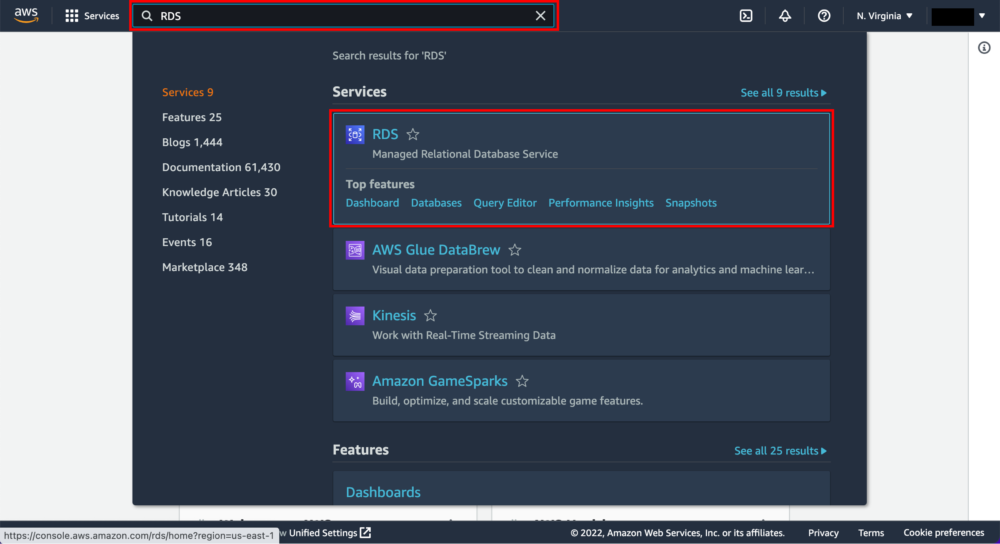 aws Services RDS N. Virginia
Search results for 'RDS'
Services 9
Features 25
Blogs 1,444
Documentation 61,430
Knowledge Articles 30
Tutorials 14
Events 16
Marketplace 348
Services See all 9 results
RDS
Managed Relational Database Service
Top features
Dashboard Databases Query Editor Performance Insights Snapshots
AWS Glue DataBrew
Visual data preparation tool to clean and normalize data for analytics and machine lear...
Kinesis
Work with Real-Time Streaming Data
Amazon GameSparks
Build, optimize, and scale customizable game features.
Features See all 25 results
Dashboards
https://console.aws.amazon.com/rds/home?region=us-east-1 w Unified Settings © 2022, Amazon Web Services, Inc. or its affiliates. Privacy Terms Cookie preferences